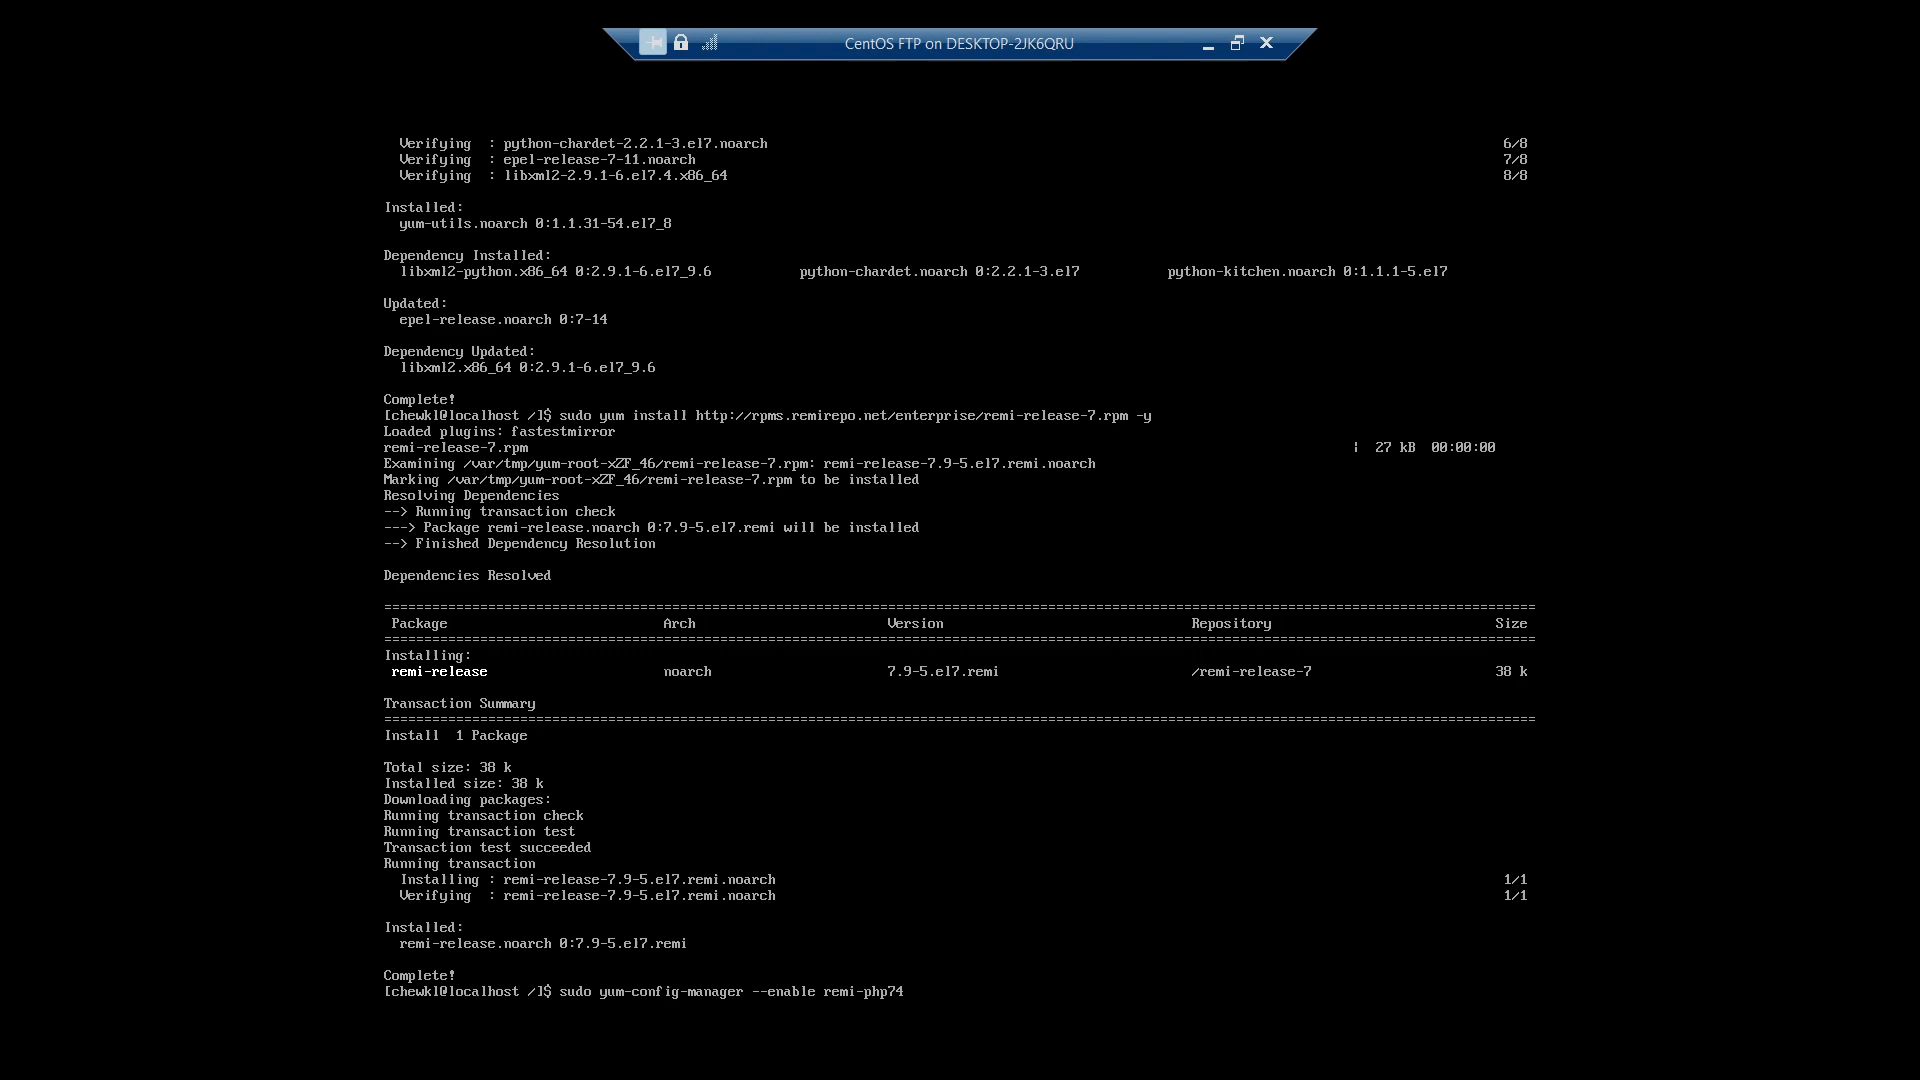 CentOS FTP on DESKTOP-2JK6QRU
Verifying  : python-chardet-2.2.1-3.el7.noarch 6/8
Verifying  : epel-release-7-11.noarch 7/8
Verifying  : libxml2-2.9.1-6.el7.4.x86_64 8/8
Installed:
yum-utils.noarch 0:1.1.31-54.el7_8
Dependency Installed:
libxml2-python.x86_64 0:2.9.1-6.el7_9.6 python-chardet.noarch 0:2.2.1-3.el7 python-kitchen.noarch 0:1.1.1-5.el7
Updated:
epel-release.noarch 0:7-14
Dependency Updated:
libxml2.x86_64 0:2.9.1-6.el7_9.6
Complete!
[chewkl@localhost /]$ sudo yum install http://rpms.remirepo.net/enterprise/remi-release-7.rpm -y
Loaded plugins: fastestmirror
remi-release-7.rpm | 27 kB 00:00:00
Examining /var/tmp/yum-root-xZF_46/remi-release-7.rpm: remi-release-7.9-5.el7.remi.noarch
Marking /var/tmp/yum-root-xZF_46/remi-release-7.rpm to be installed
Resolving Dependencies
--> Running transaction check
---> Package remi-release.noarch 0:7.9-5.el7.remi will be installed
--> Finished Dependency Resolution
Dependencies Resolved
================================================================================================================================================
Package Arch Version Repository Size
================================================================================================================================================
Installing:
remi-release noarch 7.9-5.el7.remi /remi-release-7 38 k
Transaction Summary
================================================================================================================================================
Install  1 Package
Total size: 38 k
Installed size: 38 k
Downloading packages:
Running transaction check
Running transaction test
Transaction test succeeded
Running transaction
Installing : remi-release-7.9-5.el7.remi.noarch 1/1
Verifying  : remi-release-7.9-5.el7.remi.noarch 1/1
Installed:
remi-release.noarch 0:7.9-5.el7.remi
Complete!
[chewkl@localhost /]$ sudo yum-config-manager --enable remi-php74